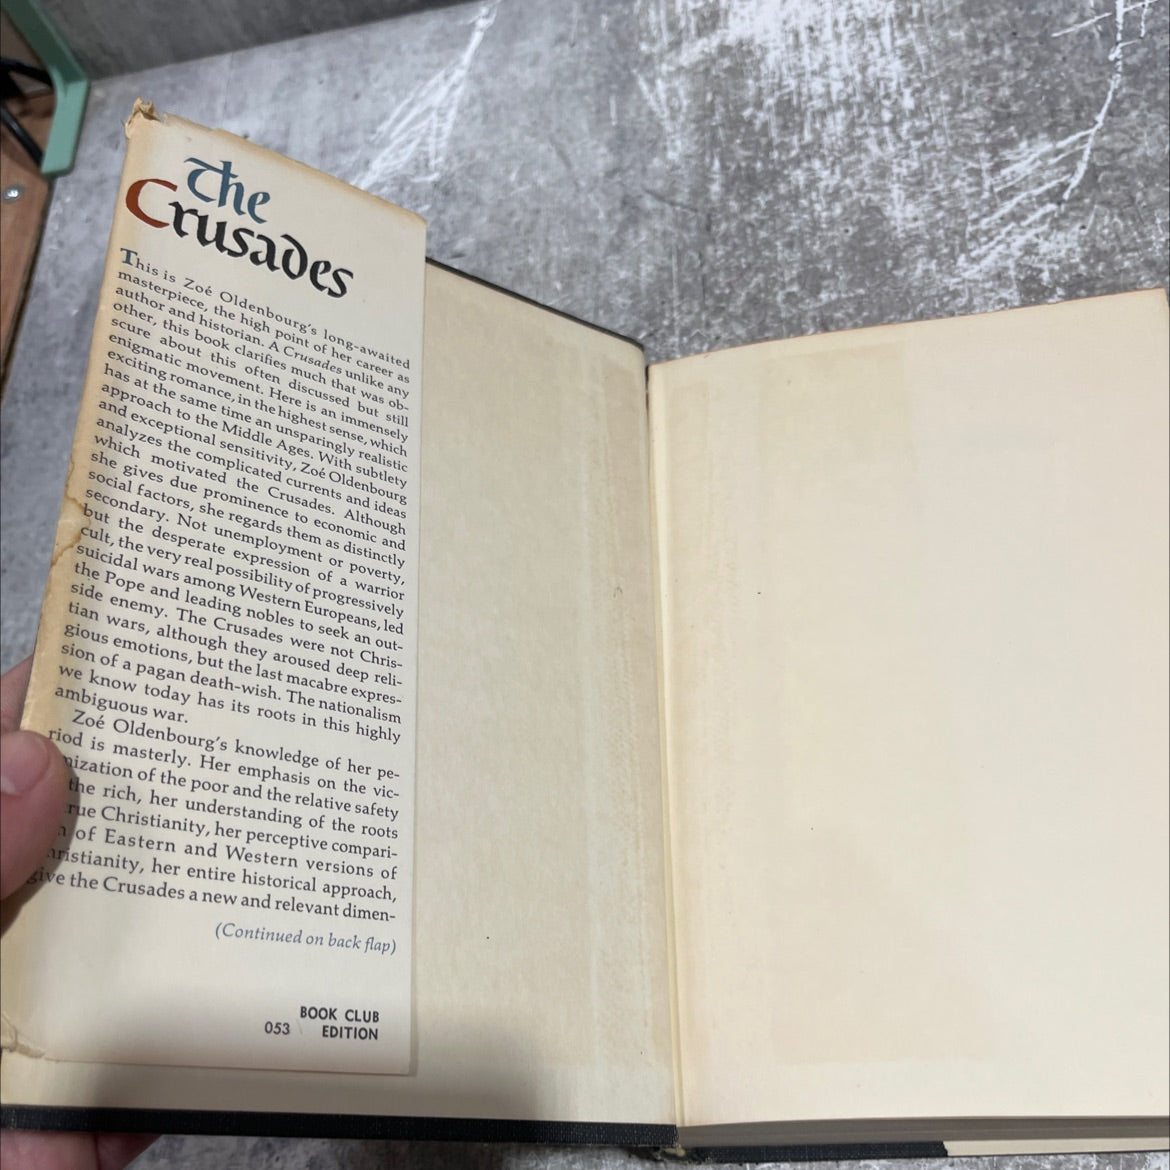 The
Crusades
This is Zoé Oldenbourg's long-awaited
masterpiece, the high point of her career as
author and historian. A Crusades unlike any
other, this book clarifies much that was ob-
scure about this often discussed but still
enigmatic movement. Here is an immensely
exciting romance, in the highest sense, which
has at the same time an unsparingly realistic
approach to the Middle Ages. With subtlety
and exceptional sensitivity, Zoé Oldenbourg
analyzes the complicated currents and ideas
which motivated the Crusades. Although
she gives due prominence to economic and
social factors, she regards them as distinctly
secondary. Not unemployment or poverty,
but the desperate expression of a warrior
cult, the very real possibility of progressively
suicidal wars among Western Europeans, led
the Pope and leading nobles to seek an out-
side enemy. The Crusades were not Chris-
tian wars, although they aroused deep reli-
gious emotions, but the last macabre expres-
sion of a pagan death-wish. The nationalism
we know today has its roots in this highly
ambiguous war.
Zoé Oldenbourg's knowledge of her pe-
riod is masterly. Her emphasis on the vic-
mization of the poor and the relative safety
the rich, her understanding of the roots
rue Christianity, her perceptive compari-
n of Eastern and Western versions of
hristianity, her entire historical approach,
give the Crusades a new and relevant dimen-
(Continued on back flap)
BOOK CLUB
053 EDITION